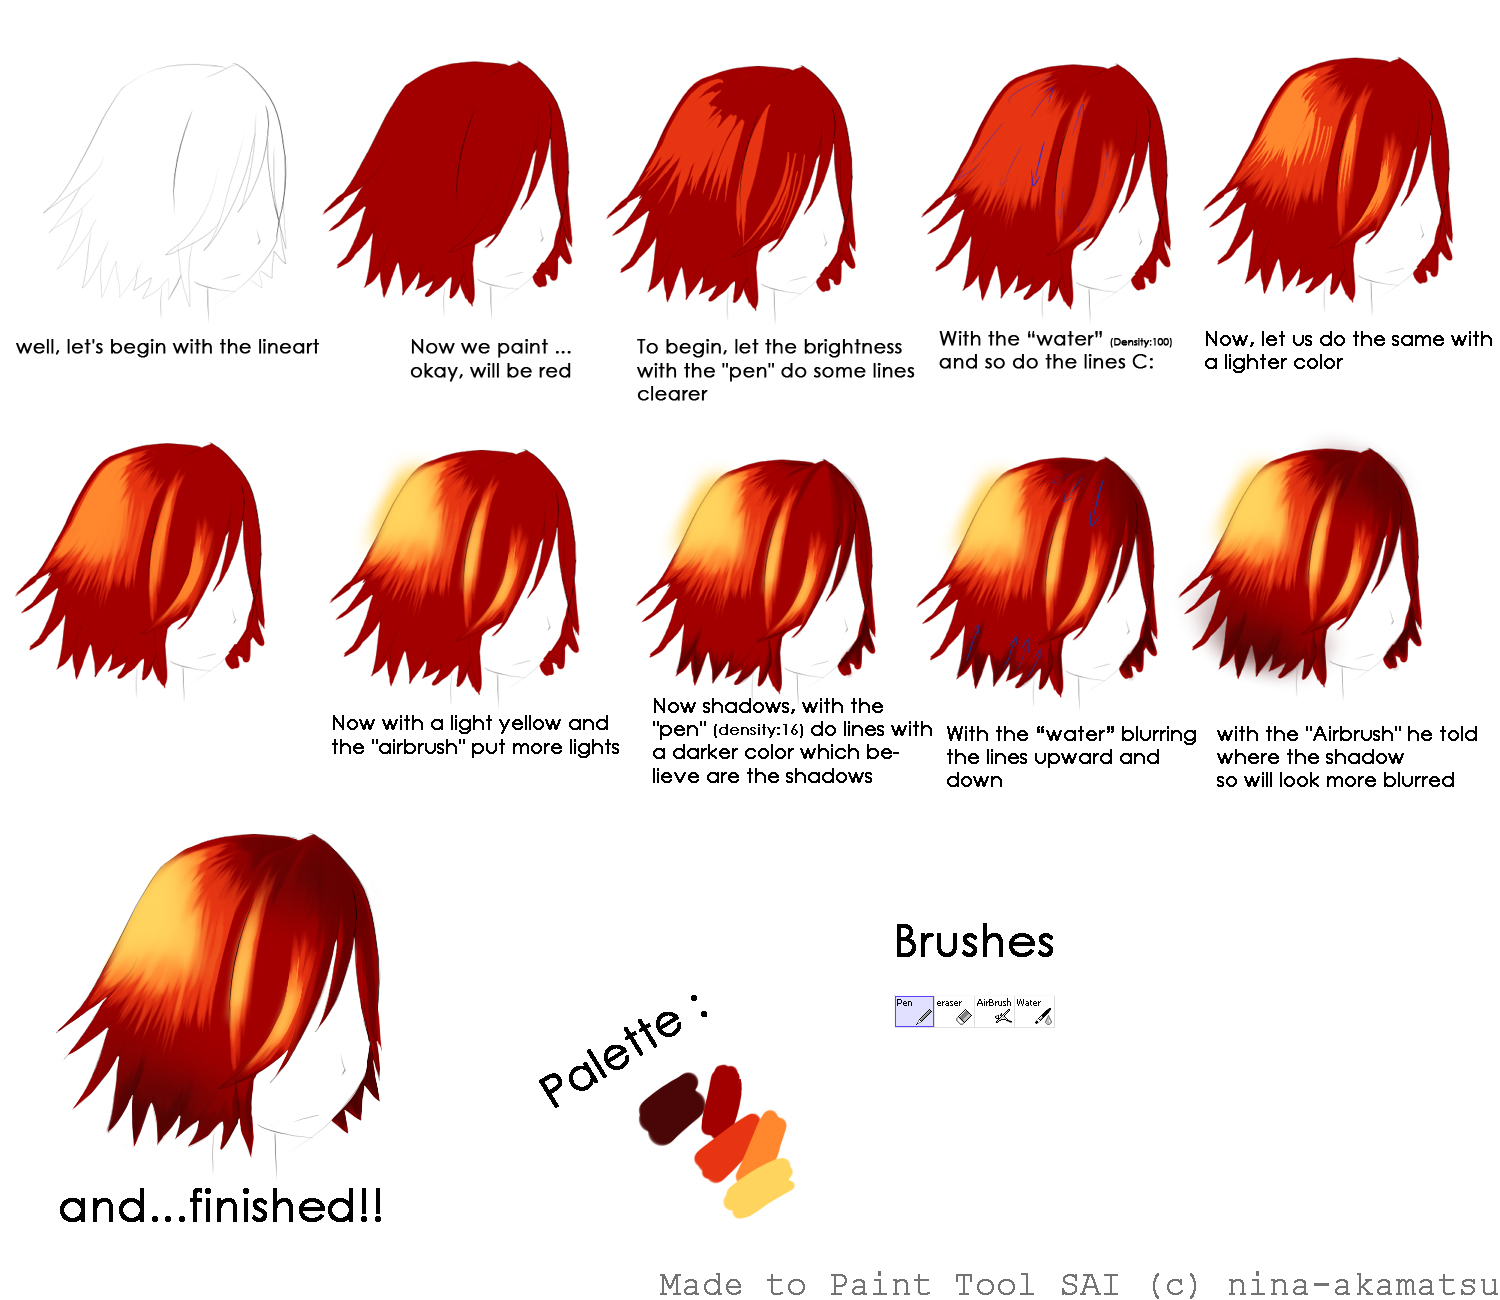 well, let's begin with the lineart
Now we paint ...
okay, will be red
To begin, let the brightness
with the "pen" do some lines
clearer
With the “water” (Density:100)
and so do the lines C:
Now, let us do the same with
a lighter color
Now with a light yellow and
the "airbrush" put more lights
Now shadows, with the
"pen" (density:16) do lines with
a darker color which be-
lieve are the shadows
With the “water” blurring
the lines upward and
down
with the "Airbrush" he told
where the shadow
so will look more blurred
and...finished!!
Palette :
Brushes
Pen eraser AirBrush Water
Made to Paint Tool SAI (c) nina-akamatsu